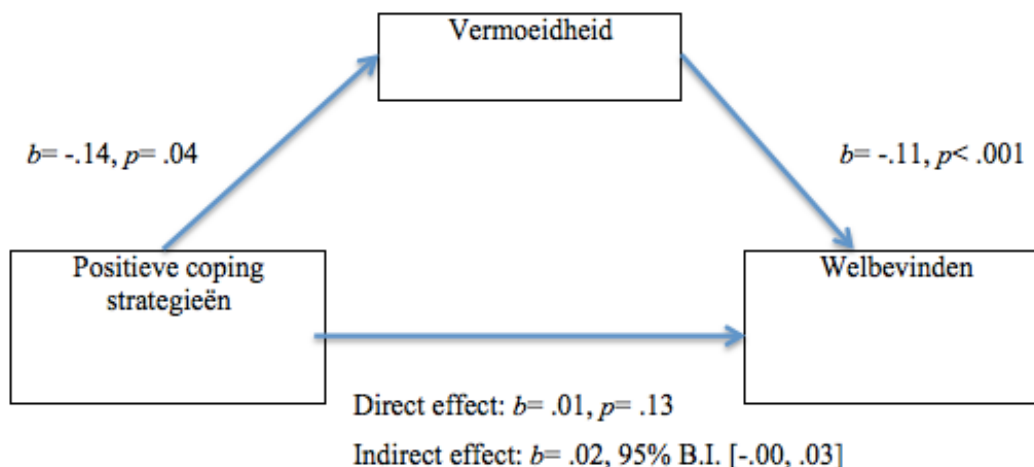 Vermoeidheid
b= -.14, p= .04
b= -.11, p< .001
Positieve coping
strategieën
Welbevinden
Direct effect: b= .01, p= .13
Indirect effect: b= .02, 95% B.I. [-.00, .03]